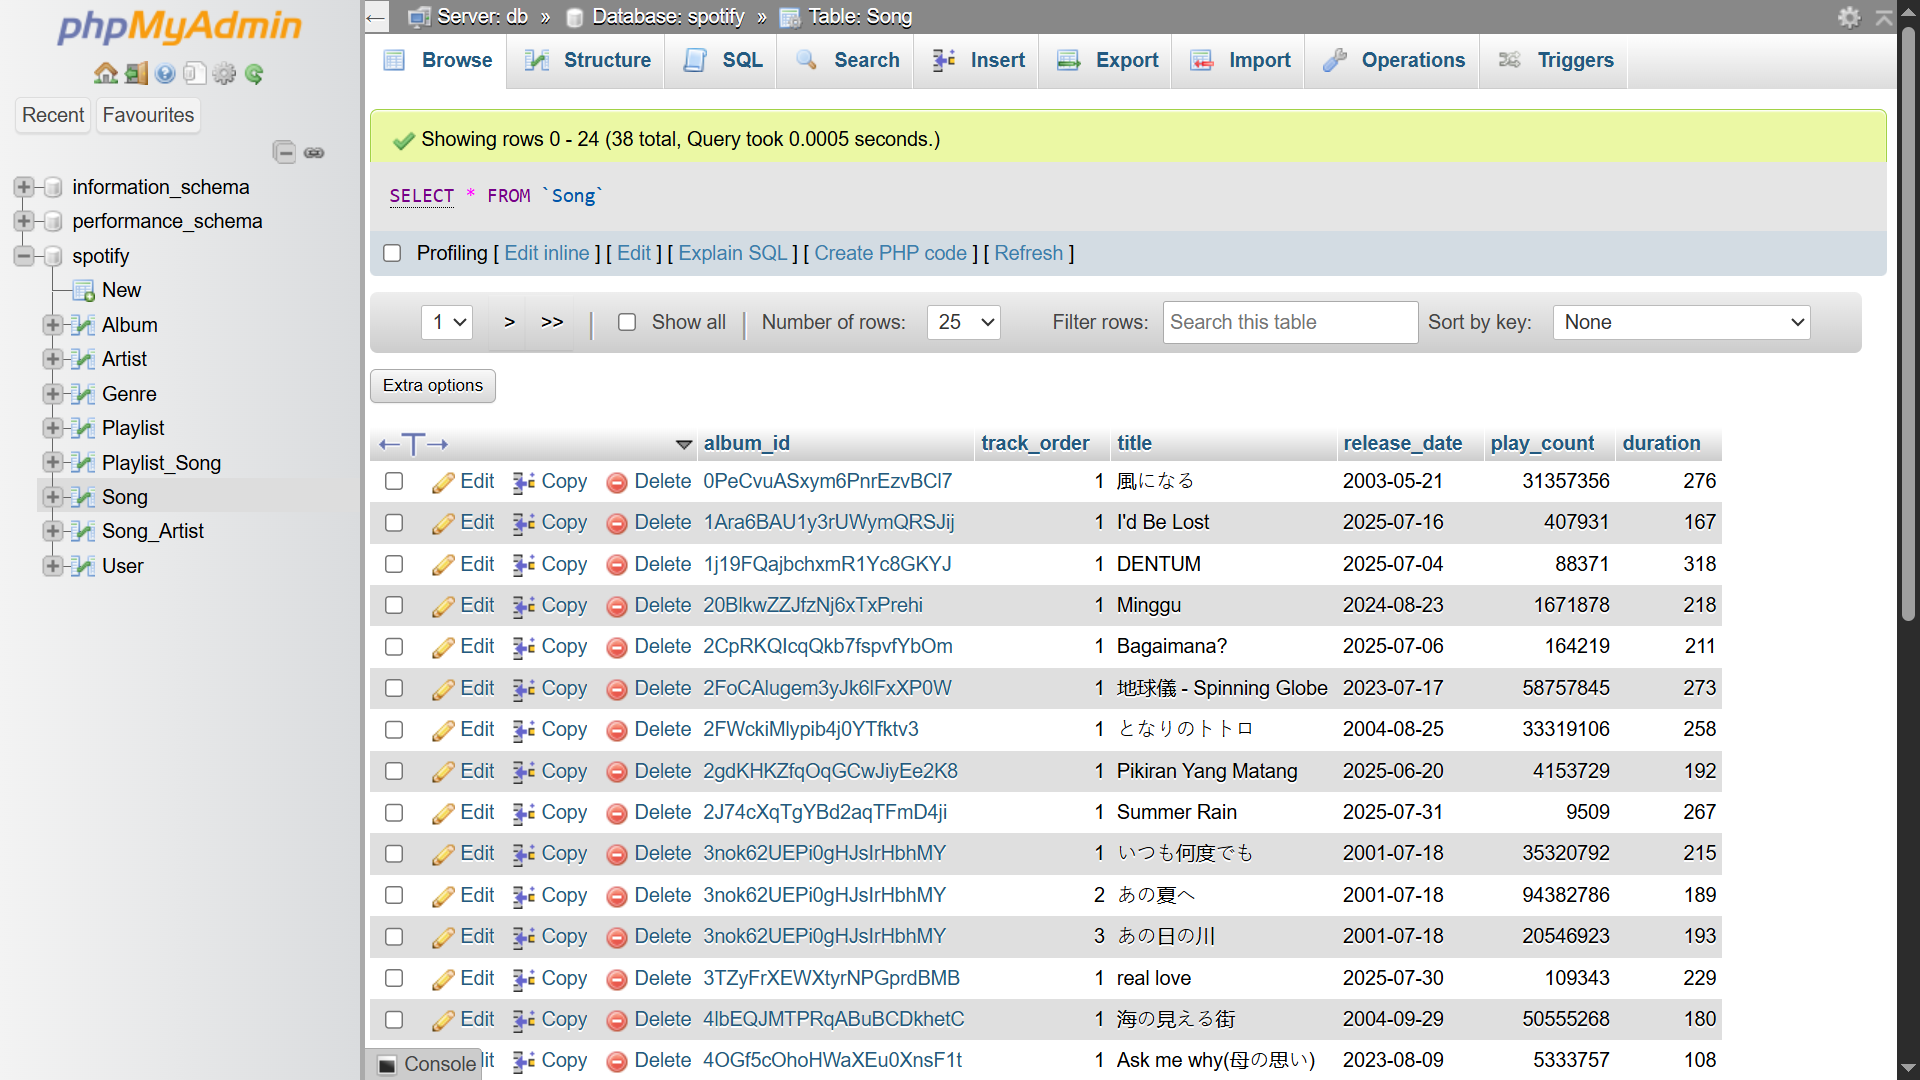 phpMyAdmin
Recent Favourites
information_schema
performance_schema
spotify
New
Album
Artist
Genre
Playlist
Playlist_Song
Song
Song_Artist
User
Server: db » Database: spotify » Table: Song
Browse Structure SQL Search Insert Export Import Operations Triggers
Showing rows 0 - 24 (38 total, Query took 0.0005 seconds.)
SELECT * FROM `Song`
Profiling [ Edit inline ] [ Edit ] [ Explain SQL ] [ Create PHP code ] [ Refresh ]
1 > >> | Show all | Number of rows: 25 Filter rows: Search this table Sort by key: None
Extra options
←T→ album_id track_order title release_date play_count duration
Edit Copy Delete 0PeCvuASxym6PnrEzvBCl7 1 風になる 2003-05-21 31357356 276
Edit Copy Delete 1Ara6BAU1y3rUWymQRSJij 1 I'd Be Lost 2025-07-16 407931 167
Edit Copy Delete 1j19FQajbchxmR1Yc8GKYJ 1 DENTUM 2025-07-04 88371 318
Edit Copy Delete 20BlkwZZJfzNj6xTxPrehi 1 Minggu 2024-08-23 1671878 218
Edit Copy Delete 2CpRKQIcqQkb7fspvfYbOm 1 Bagaimana? 2025-07-06 164219 211
Edit Copy Delete 2FoCAlugem3yJk6lFxXP0W 1 地球儀 - Spinning Globe 2023-07-17 58757845 273
Edit Copy Delete 2FWckiMlypib4j0YTfktv3 1 となりのトトロ 2004-08-25 33319106 258
Edit Copy Delete 2gdKHKZfqOqGCwJiyEe2K8 1 Pikiran Yang Matang 2025-06-20 4153729 192
Edit Copy Delete 2J74cXqTgYBd2aqTFmD4ji 1 Summer Rain 2025-07-31 9509 267
Edit Copy Delete 3nok62UEPi0gHJsIrHbhMY 1 いつも何度でも 2001-07-18 35320792 215
Edit Copy Delete 3nok62UEPi0gHJsIrHbhMY 2 あの夏へ 2001-07-18 94382786 189
Edit Copy Delete 3nok62UEPi0gHJsIrHbhMY 3 あの日の川 2001-07-18 20546923 193
Edit Copy Delete 3TZyFrXEWXtyrNPGprdBMB 1 real love 2025-07-30 109343 229
Edit Copy Delete 4lbEQJMTPRqABuBCDkhetC 1 海の見える街 2004-09-29 50555268 180
Console Copy Delete 4OGf5cOhoHWaXEu0XnsF1t 1 Ask me why(母の思い) 2023-08-09 5333757 108